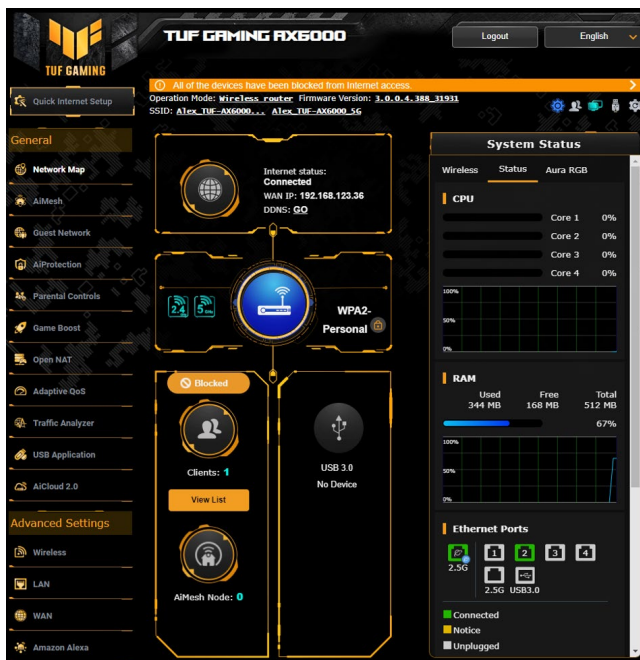 TUF GAMING AX6000
Logout
English
TUF GAMING
All of the devices have been blocked from Internet access.
Quick Internet Setup
Operation Mode: Wireless router Firmware Version: 3.0.0.4.388_31931
SSID: Alex_TUF-AX6000... Alex_TUF-AX6000_5G
General
Network Map
AiMesh
Guest Network
AiProtection
Parental Controls
Game Boost
Open NAT
Adaptive QoS
Traffic Analyzer
USB Application
AiCloud 2.0
Advanced Settings
Wireless
LAN
WAN
Amazon Alexa
Internet status:
Connected
WAN IP: 192.168.123.36
DDNS: GO
2.4 GHz
5 GHz
WPA2-
Personal
Blocked
Clients: 1
View List
AiMesh Node: 0
USB 3.0
No Device
System Status
Wireless Status Aura RGB
CPU
Core 1 0%
Core 2 0%
Core 3 0%
Core 4 0%
100%
50%
0%
RAM
Used Free Total
344 MB 168 MB 512 MB
67%
100%
50%
0%
Ethernet Ports
1 2 3 4
2.5G
2.5G USB3.0
Connected
Notice
Unplugged